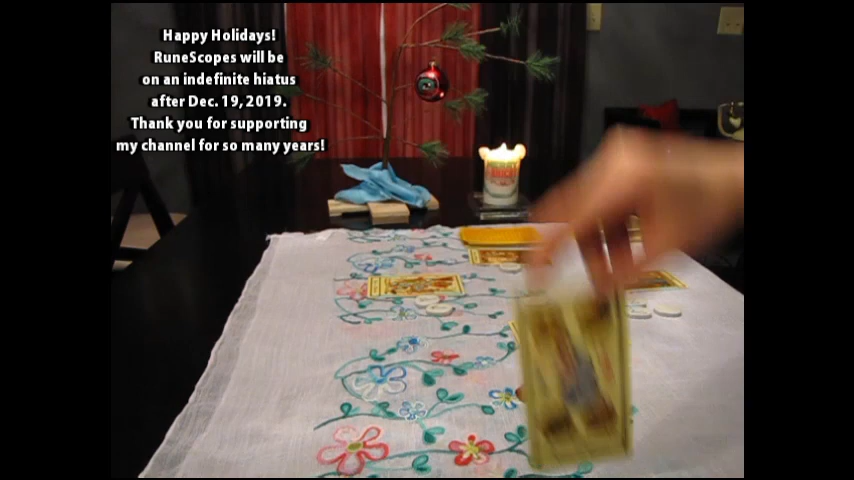 Happy Holidays!
RuneScopes will be
on an indefinite hiatus
after Dec. 19, 2019.
Thank you for supporting
my channel for so many years!